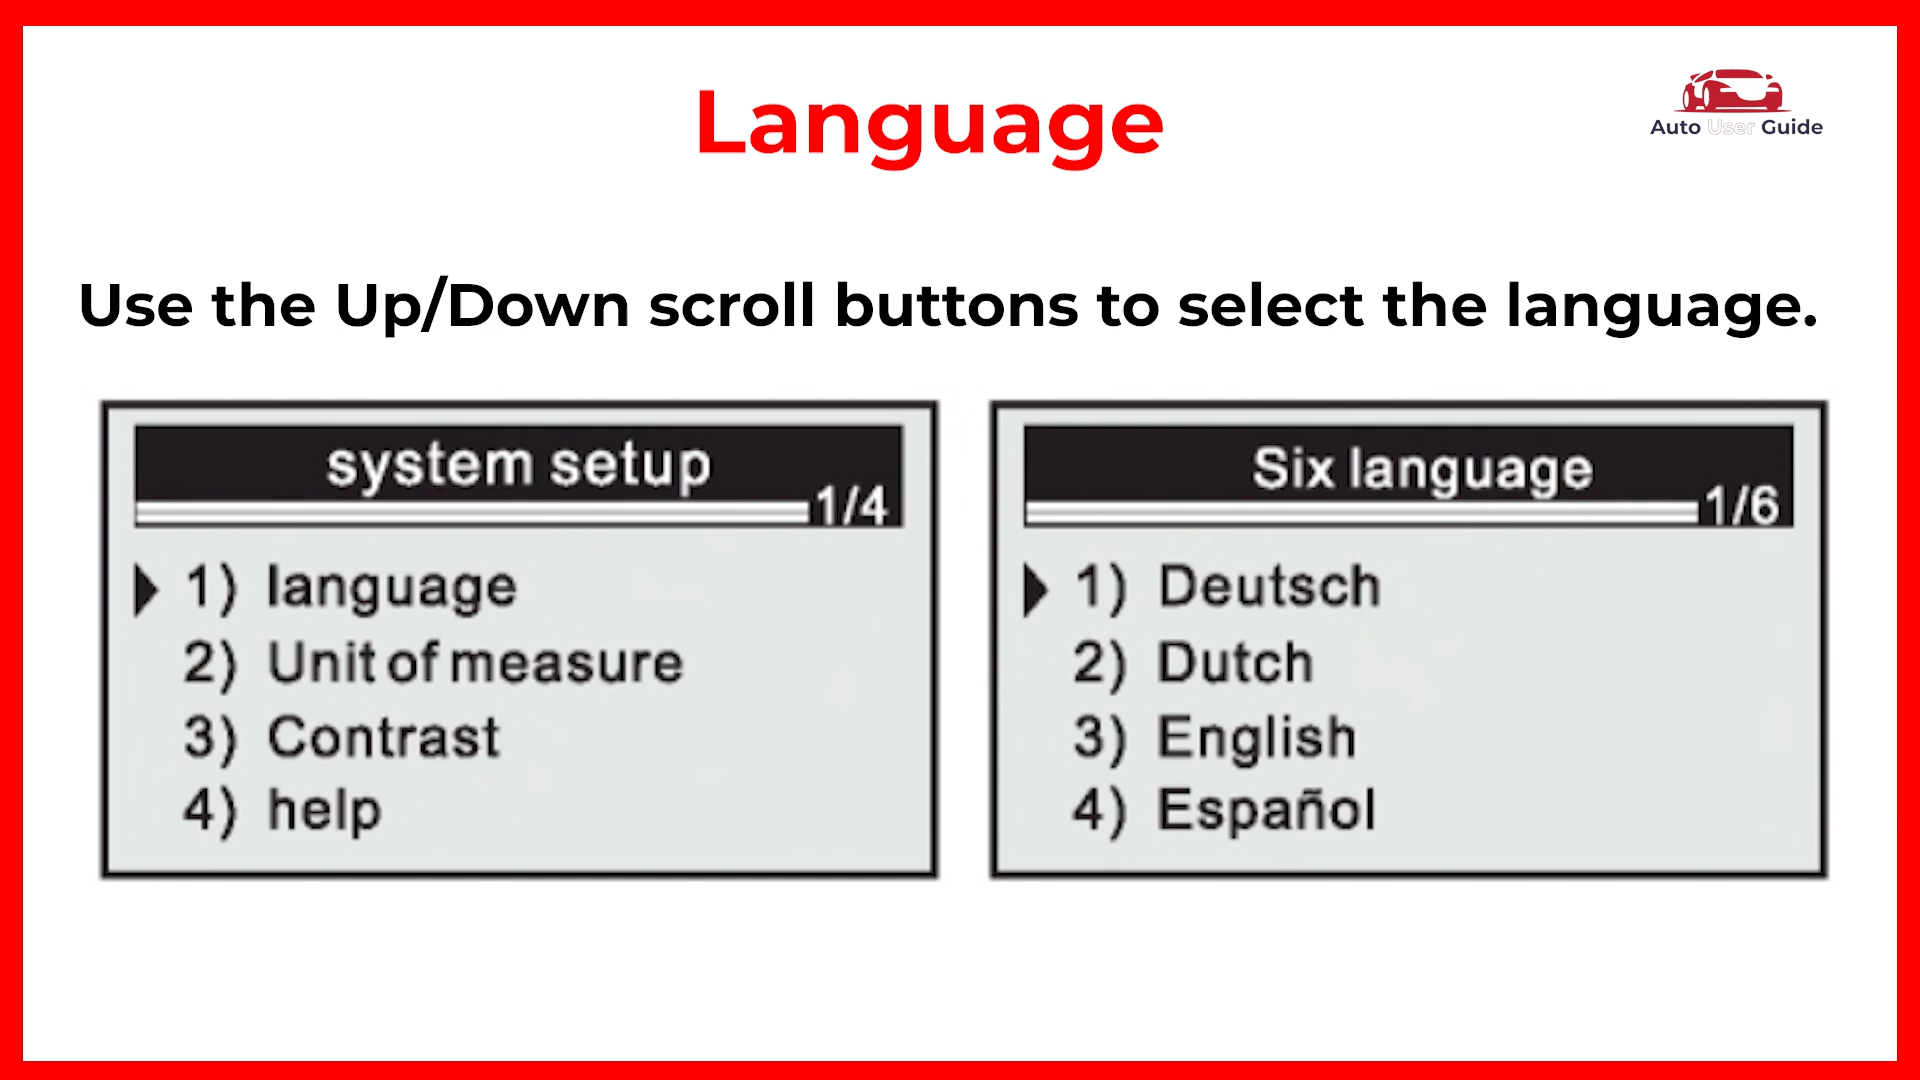 Language
Auto User Guide
Use the Up/Down scroll buttons to select the language.
system setup
1/4
1) language
2) Unit of measure
3) Contrast
4) help
Six language
1/6
1) Deutsch
2) Dutch
3) English
4) Español